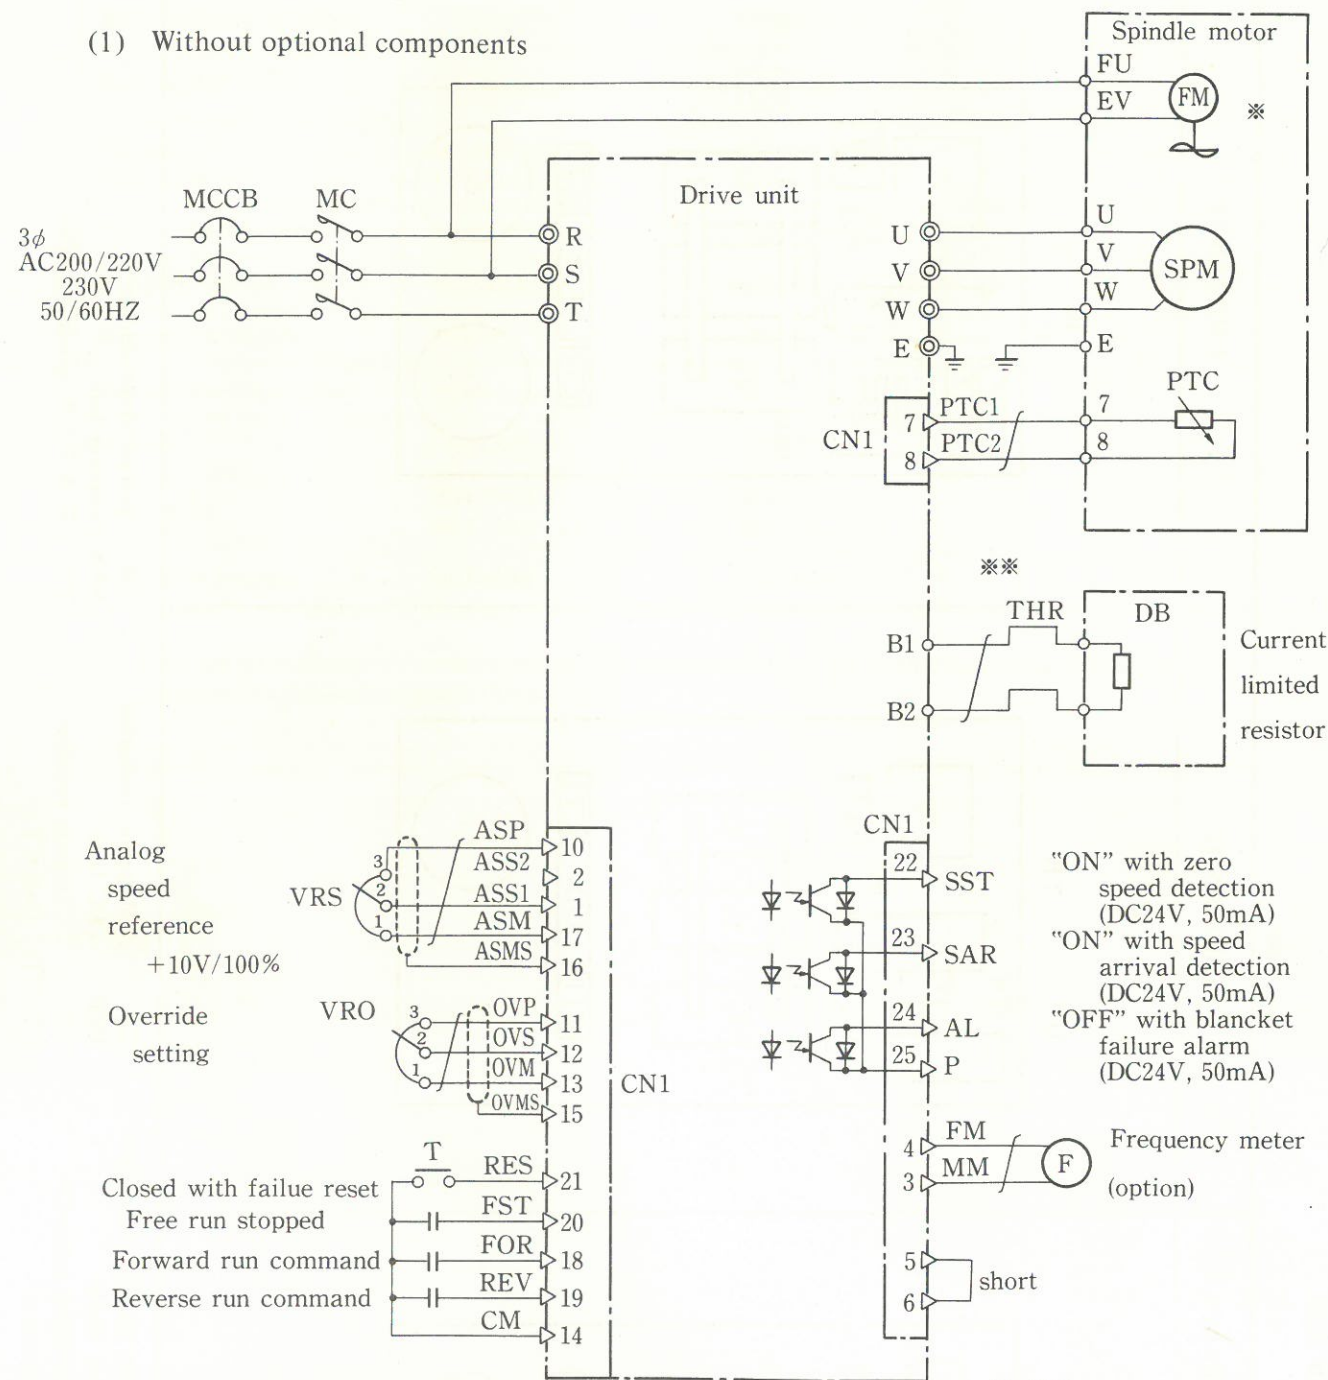 (1) Without optional components
Spindle motor
FU
EV
FM
※
MCCB
MC
Drive unit
3φ
AC200/220V
230V
50/60HZ
R
S
T
U
V
W
E
U
V
W
E
SPM
PTC
CN1
7
8
PTC1
PTC2
7
8
※※
THR
DB
B1
B2
Current
limited
resistor
Analog
speed
reference
+10V/100%
VRS
3
2
1
ASP
ASS2
ASS1
ASM
ASMS
10
2
1
17
16
Override
setting
VRO
3
2
1
OVP
OVS
OVM
OVMS
11
12
13
15
CN1
T
Closed with failue reset
Free run stopped
Forward run command
Reverse run command
RES
FST
FOR
REV
CM
21
20
18
19
14
CN1
22
SST
23
SAR
24
AL
25
P
"ON" with zero
speed detection
(DC24V, 50mA)
"ON" with speed
arrival detection
(DC24V, 50mA)
"OFF" with blancket
failure alarm
(DC24V, 50mA)
4
FM
3
MM
F
Frequency meter
(option)
5
6
short